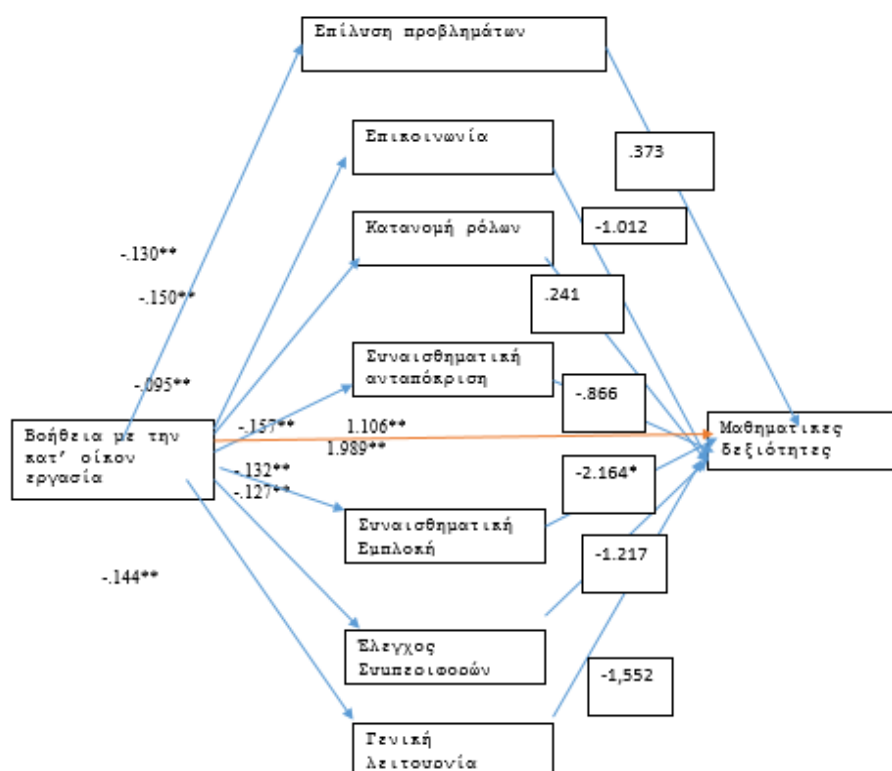 Επίλυση προβλημάτων
.373
Επικοινωνία
-1.012
Κατανομή ρόλων
-.130**
-.150**
.241
Συναισθηματική
ανταπόκριση
-.095**
-.866
-.157**
1.106**
1.989**
Βοήθεια με την
κατ’ οίκον
εργασία
Μαθηματικες
δεξιότητες
-.132**
-.127**
-2.164*
Συναισθηματική
Εμπλοκή
-1.217
-.144**
Έλεγχος
Συμπεριφορών
-1,552
Γενική
λειτουργία